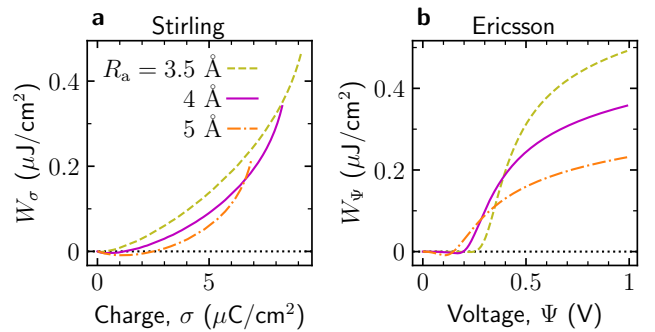 a Stirling
b Ericsson
0.4
0.2
0
W_σ (μJ/cm²)
R_a = 3.5 Å
4 Å
5 Å
0 5
Charge, σ (μC/cm²)
0.4
0.2
0
W_Ψ (μJ/cm²)
0 0.5 1
Voltage, Ψ (V)